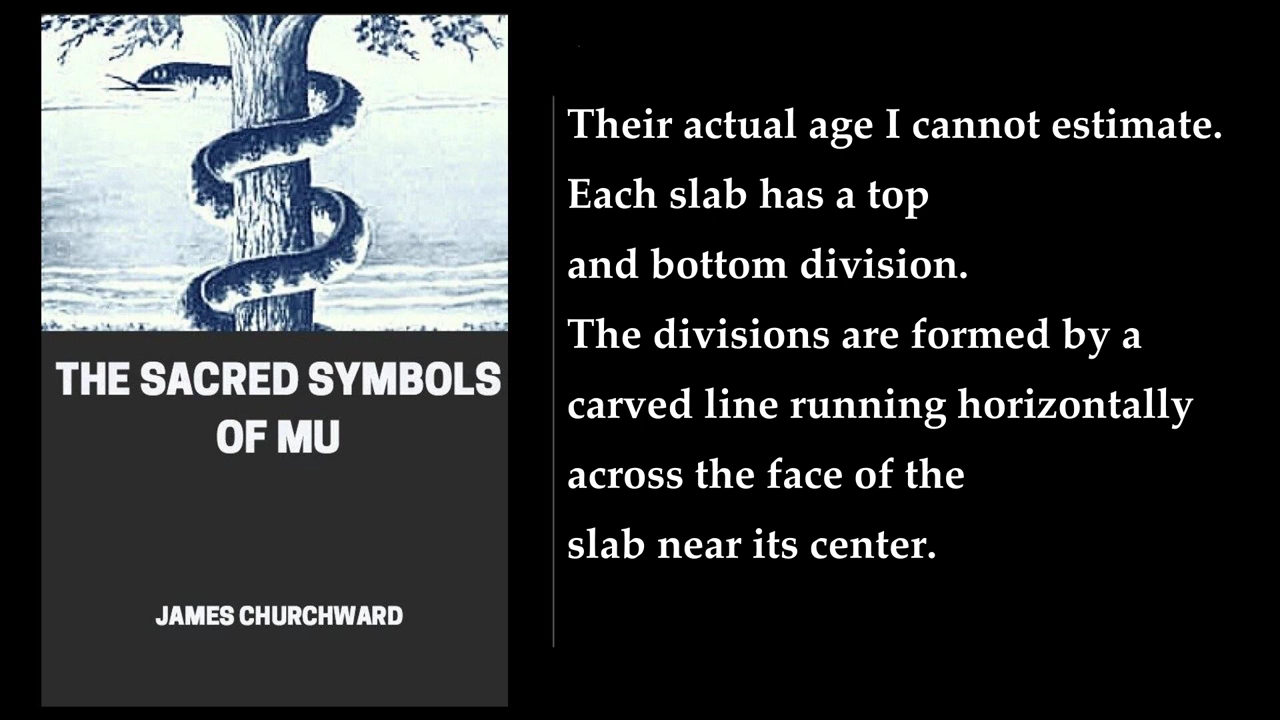 THE SACRED SYMBOLS
OF MU
JAMES CHURCHWARD
Their actual age I cannot estimate.
Each slab has a top
and bottom division.
The divisions are formed by a
carved line running horizontally
across the face of the
slab near its center.